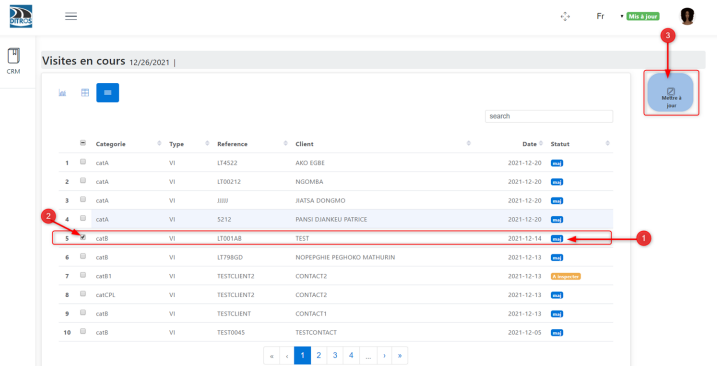 DITROS
Fr
Mis à jour
3
CRM
Visites en cours 12/26/2021 |
Mettre à
jour
search
Categorie Type Reference Client Date Statut
1 catA VI LT4522 AKO EGBE 2021-12-20 maj
2 catA VI LT00212 NGOMBA 2021-12-20 maj
3 catA VI JJJJJ JIATSA DONGMO 2021-12-20 maj
2
4 catA VI 5212 PANSI DJANKEU PATRICE 2021-12-20 maj
5 catB VI LT001AB TEST 2021-12-14 maj
1
6 catB VI LT798GD NOPEPGHIE PEGHOKO MATHURIN 2021-12-13 maj
7 catB1 VI TESTCLIENT2 CONTACT2 2021-12-13 A inspecter
8 catCPL VI TESTCLIENT2 CONTACT2 2021-12-13 maj
9 catB VI TESTCLIENT CONTACT1 2021-12-13 maj
10 catB VI TEST0045 TESTCONTACT 2021-12-05 maj
« ‹ 1 2 3 4 ... › »